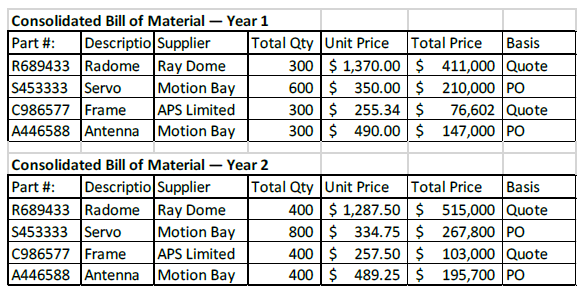 Consolidated Bill of Material — Year 1
Part #: Descriptio Supplier Total Qty Unit Price Total Price Basis
R689433 Radome Ray Dome 300 $ 1,370.00 $ 411,000 Quote
S453333 Servo Motion Bay 600 $ 350.00 $ 210,000 PO
C986577 Frame APS Limited 300 $ 255.34 $ 76,602 Quote
A446588 Antenna Motion Bay 300 $ 490.00 $ 147,000 PO
Consolidated Bill of Material — Year 2
Part #: Descriptio Supplier Total Qty Unit Price Total Price Basis
R689433 Radome Ray Dome 400 $ 1,287.50 $ 515,000 Quote
S453333 Servo Motion Bay 800 $ 334.75 $ 267,800 PO
C986577 Frame APS Limited 400 $ 257.50 $ 103,000 Quote
A446588 Antenna Motion Bay 400 $ 489.25 $ 195,700 PO